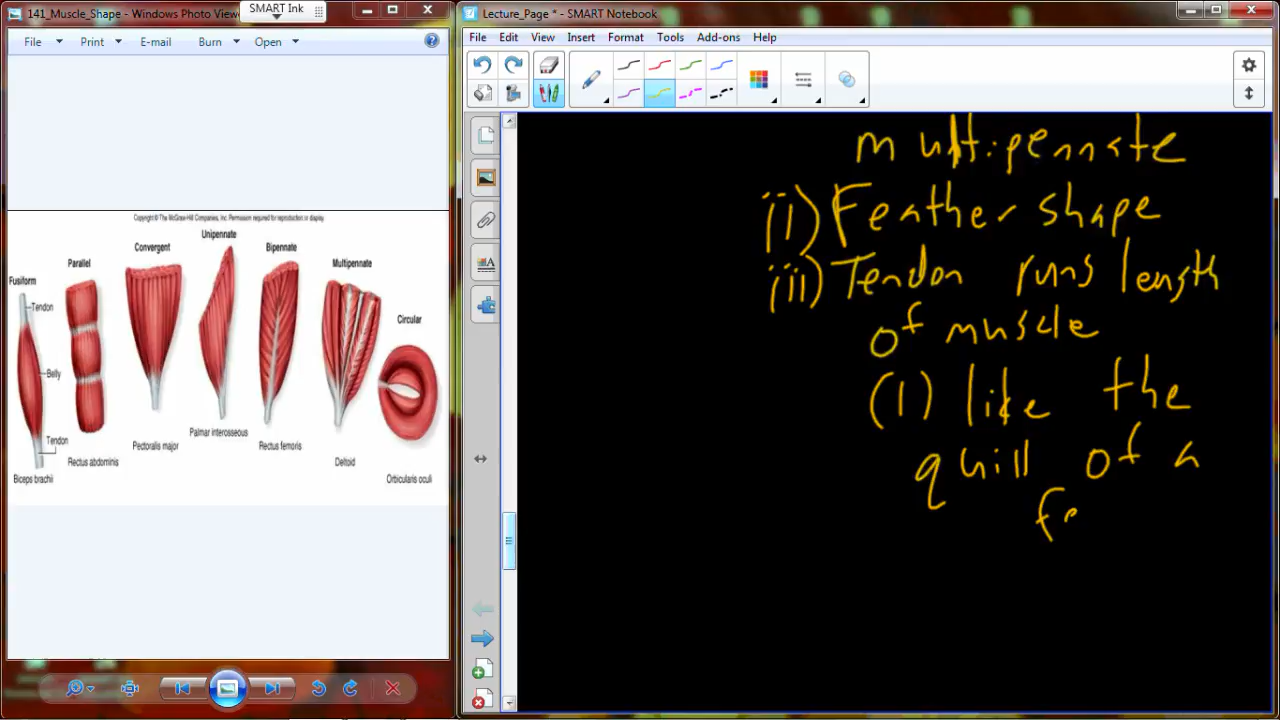 141_Muscle_Shape - Windows Photo Viewe
SMART Ink
File Print E-mail Burn Open
Copyright © The McGraw-Hill Companies, Inc. Permission required for reproduction or display.
Fusiform
Parallel
Convergent
Unipennate
Bipennate
Multipennate
Circular
Tendon
Belly
Tendon
Biceps brachii
Rectus abdominis
Pectoralis major
Palmar interosseous
Rectus femoris
Deltoid
Orbicularis oculi
Lecture_Page * - SMART Notebook
File Edit View Insert Format Tools Add-ons Help
multipennate
ii) Feather shape
iii) Tendon runs length
of muscle
(1) like the
quill of a
fe